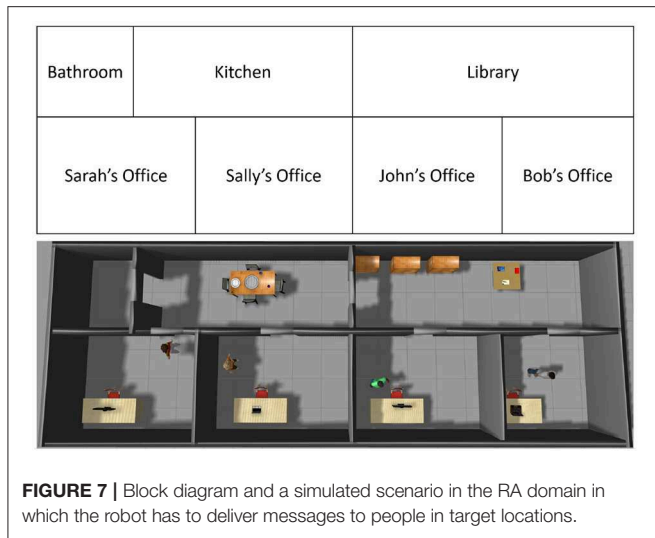 Bathroom Kitchen Library
Sarah's Office Sally's Office John's Office Bob's Office
FIGURE 7 | Block diagram and a simulated scenario in the RA domain in
which the robot has to deliver messages to people in target locations.